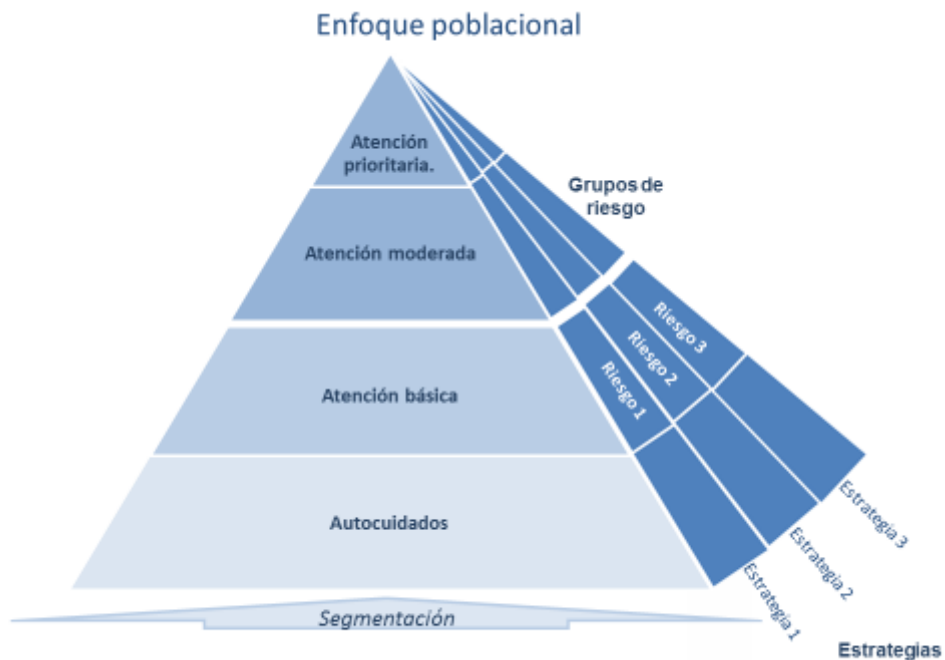 Enfoque poblacional
Atención
prioritaria.
Grupos de
riesgo
Atención moderada
Riesgo 3
Riesgo 2
Riesgo 1
Atención básica
Autocuidados
Estrategia 3
Estrategia 2
Estrategia 1
Segmentación
Estrategias